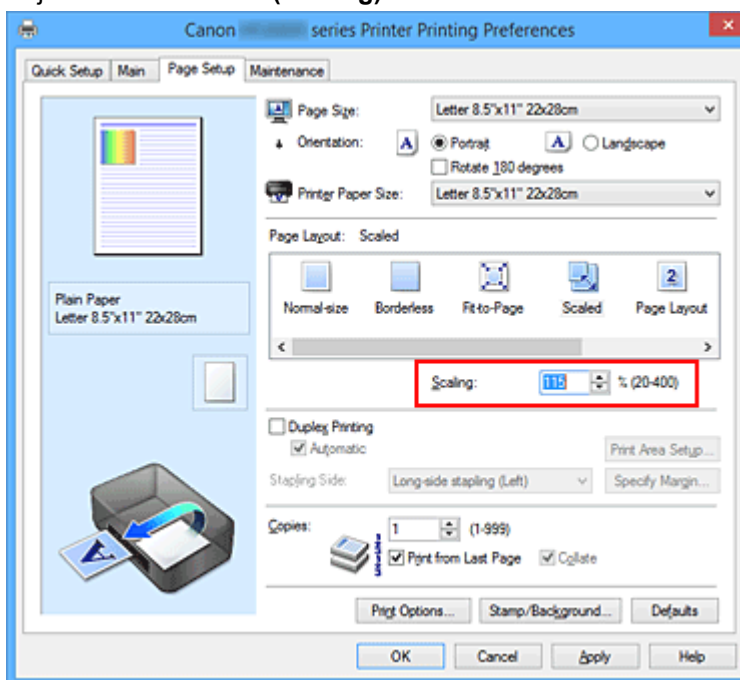 (Scaling)
Canon series Printer Printing Preferences
Quick Setup Main Page Setup Maintenance
Page Size: Letter 8.5"x11" 22x28cm
Orientation: A Portrait A Landscape
Rotate 180 degrees
Printer Paper Size: Letter 8.5"x11" 22x28cm
Page Layout: Scaled
Normal-size Borderless Fit-to-Page Scaled 2 Page Layout
Plain Paper
Letter 8.5"x11" 22x28cm
Scaling: 115 % (20-400)
Duplex Printing
Automatic
Print Area Setup...
Stapling Side: Long-side stapling (Left) Specify Margin...
Copies: 1 (1-999)
Print from Last Page Collate
Print Options... Stamp/Background... Defaults
OK Cancel Apply Help